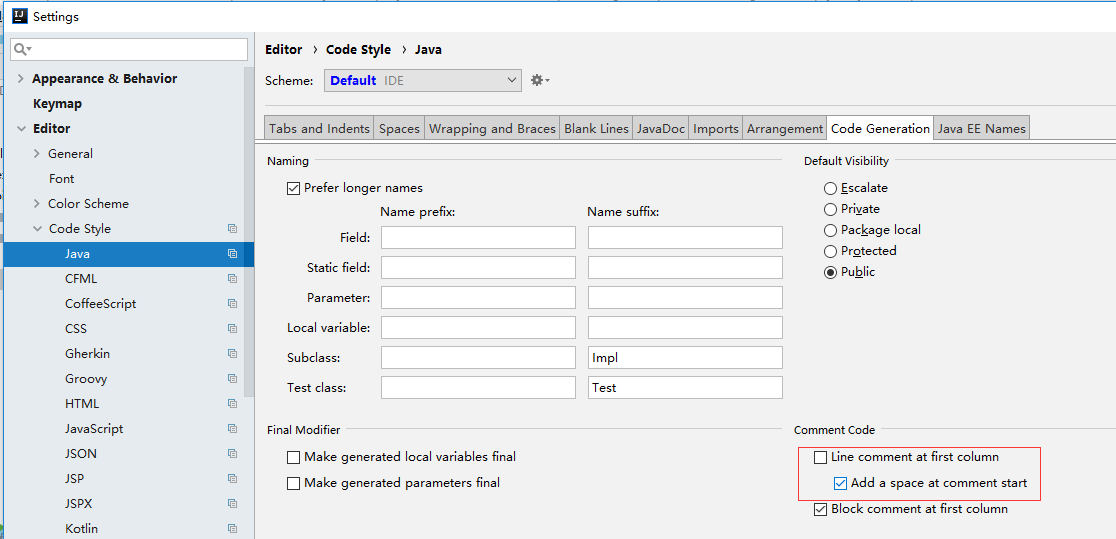 IJ Settings
Appearance & Behavior
Keymap
Editor
General
Font
Color Scheme
Code Style
Java
CFML
CoffeeScript
CSS
Gherkin
Groovy
HTML
JavaScript
JSON
JSP
JSPX
Kotlin
Editor › Code Style › Java
Scheme: Default IDE
Tabs and Indents Spaces Wrapping and Braces Blank Lines JavaDoc Imports Arrangement Code Generation Java EE Names
Naming
Prefer longer names
Name prefix: Name suffix:
Field:
Static field:
Parameter:
Local variable:
Subclass: Impl
Test class: Test
Default Visibility
Escalate
Private
Package local
Protected
Public
Final Modifier
Make generated local variables final
Make generated parameters final
Comment Code
Line comment at first column
Add a space at comment start
Block comment at first column